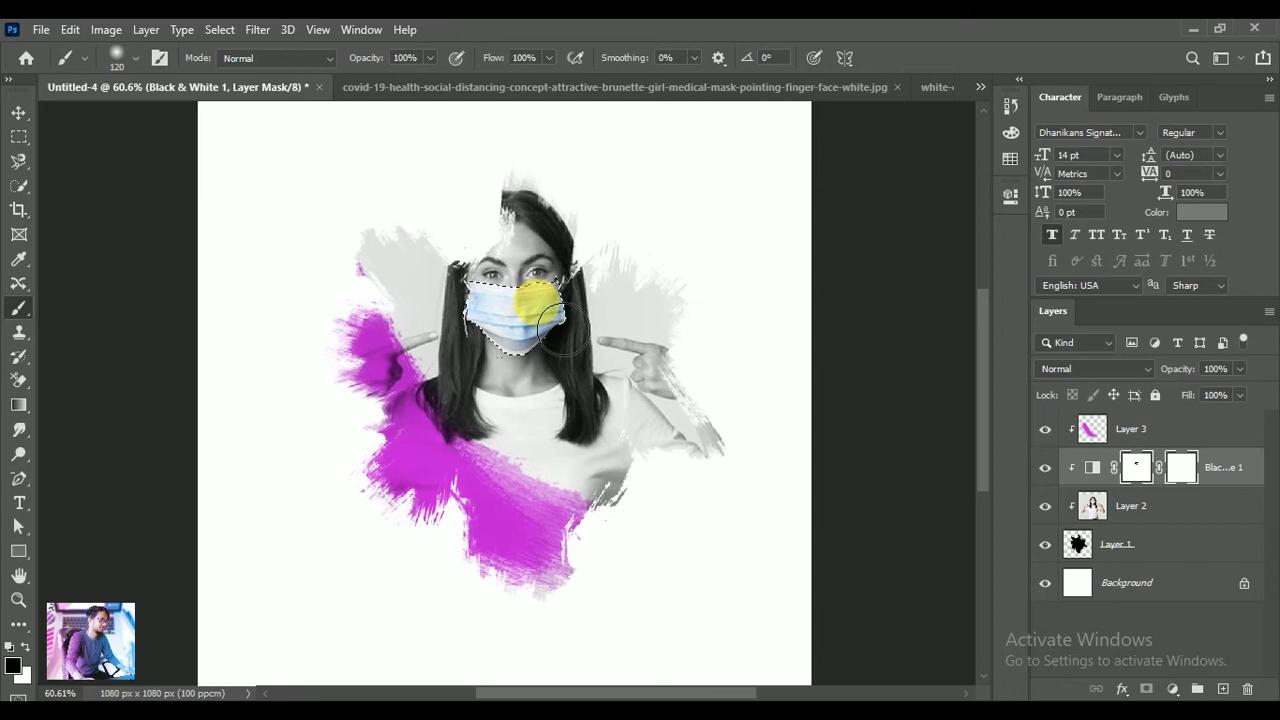 Ps File Edit Image Layer Type Select Filter 3D View Window Help
120 Mode: Normal Opacity: 100% Flow: 100% Smoothing: 0% 0°
Untitled-4 @ 60.6% (Black & White 1, Layer Mask/8) * × covid-19-health-social-distancing-concept-attractive-brunette-girl-medical-mask-pointing-finger-face-white.jpg × white-
Character Paragraph Glyphs
Dhanikans Signat... Regular
14 pt (Auto)
Metrics 0
100% 100%
0 pt Color:
English: USA Sharp
Layers
Kind
Normal Opacity: 100%
Lock: Fill: 100%
Layer 3
Blac...e 1
Layer 2
Layer 1
Background
Activate Windows
Go to Settings to activate Windows.
60.61% 1080 px x 1080 px (100 ppcm)